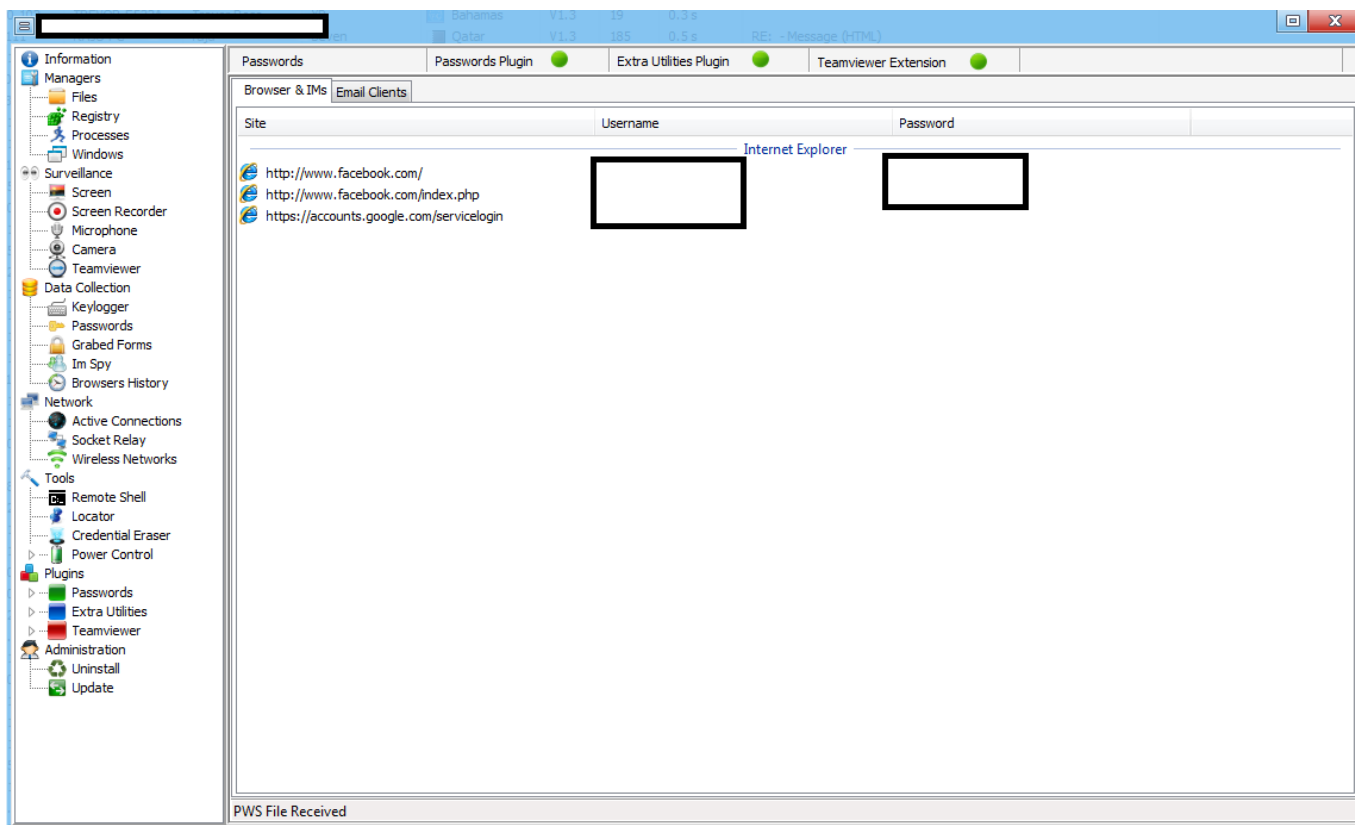 Bahamas V1.3 19 0.3 s
Qatar V1.3 185 0.5 s RE: - Message (HTML)
Information
Managers
Files
Registry
Processes
Windows
Surveillance
Screen
Screen Recorder
Microphone
Camera
Teamviewer
Data Collection
Keylogger
Passwords
Grabed Forms
Im Spy
Browsers History
Network
Active Connections
Socket Relay
Wireless Networks
Tools
Remote Shell
Locator
Credential Eraser
Power Control
Plugins
Passwords
Extra Utilities
Teamviewer
Administration
Uninstall
Update
Passwords Passwords Plugin Extra Utilities Plugin Teamviewer Extension
Browser & IMs Email Clients
Site Username Password
Internet Explorer
http://www.facebook.com/
http://www.facebook.com/index.php
https://accounts.google.com/servicelogin
PWS File Received